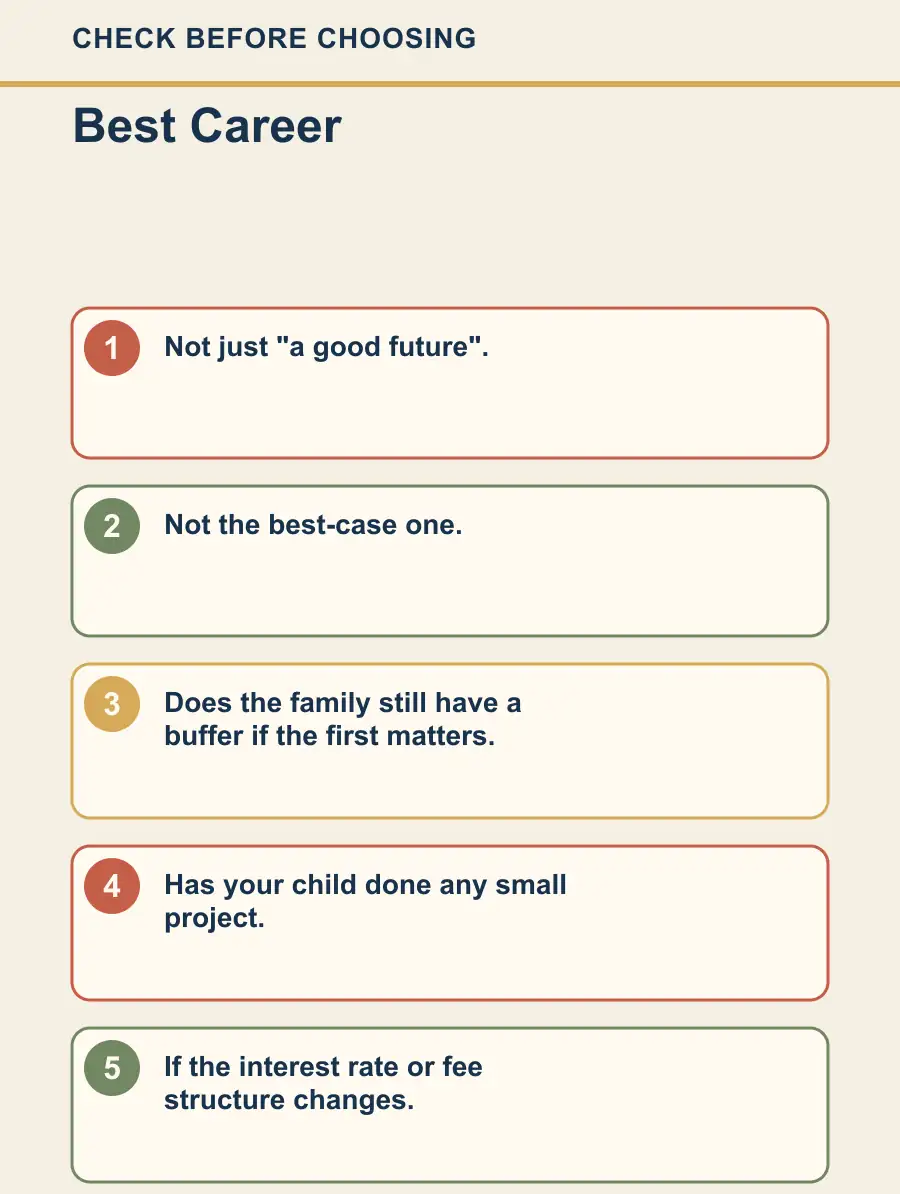 CHECK BEFORE CHOOSING
Best Career
1
Not just "a good future".
2
Not the best-case one.
3
Does the family still have a
buffer if the first matters.
4
Has your child done any small
project.
5
If the interest rate or fee
structure changes.